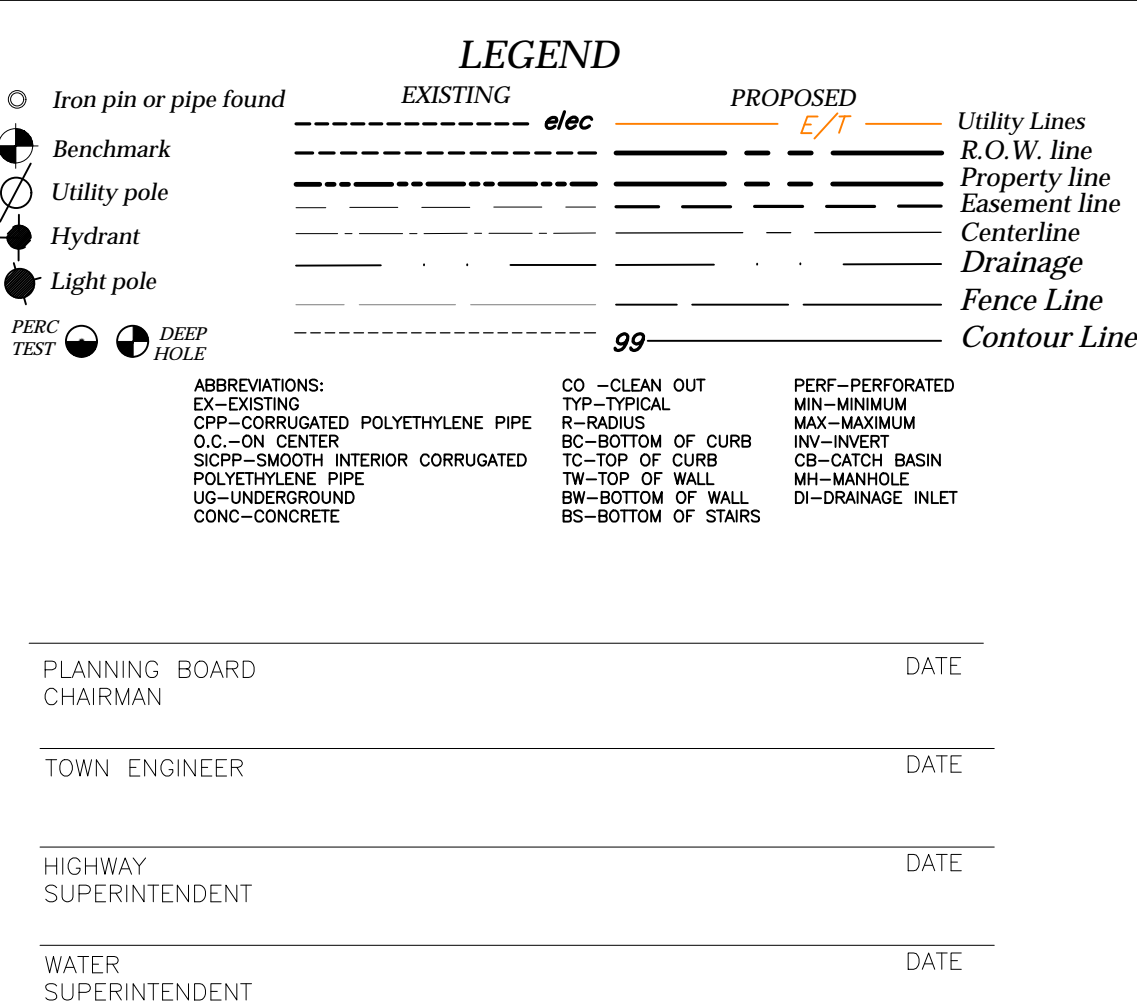 LEGEND
EXISTING
PROPOSED
Iron pin or pipe found
Benchmark
Utility pole
Hydrant
Light pole
PERC
TEST
DEEP
HOLE
elec
E/T
Utility Lines
R.O.W. line
Property line
Easement line
Centerline
Drainage
Fence Line
99
Contour Line
ABBREVIATIONS:
EX-EXISTING
CPP-CORRUGATED POLYETHYLENE PIPE
O.C.-ON CENTER
SICPP-SMOOTH INTERIOR CORRUGATED
POLYETHYLENE PIPE
UG-UNDERGROUND
CONC-CONCRETE
CO -CLEAN OUT
TYP-TYPICAL
R-RADIUS
BC-BOTTOM OF CURB
TC-TOP OF CURB
TW-TOP OF WALL
BW-BOTTOM OF WALL
BS-BOTTOM OF STAIRS
PERF-PERFORATED
MIN-MINIMUM
MAX-MAXIMUM
INV-INVERT
CB-CATCH BASIN
MH-MANHOLE
DI-DRAINAGE INLET
PLANNING BOARD
CHAIRMAN
DATE
TOWN ENGINEER
DATE
HIGHWAY
SUPERINTENDENT
DATE
WATER
SUPERINTENDENT
DATE